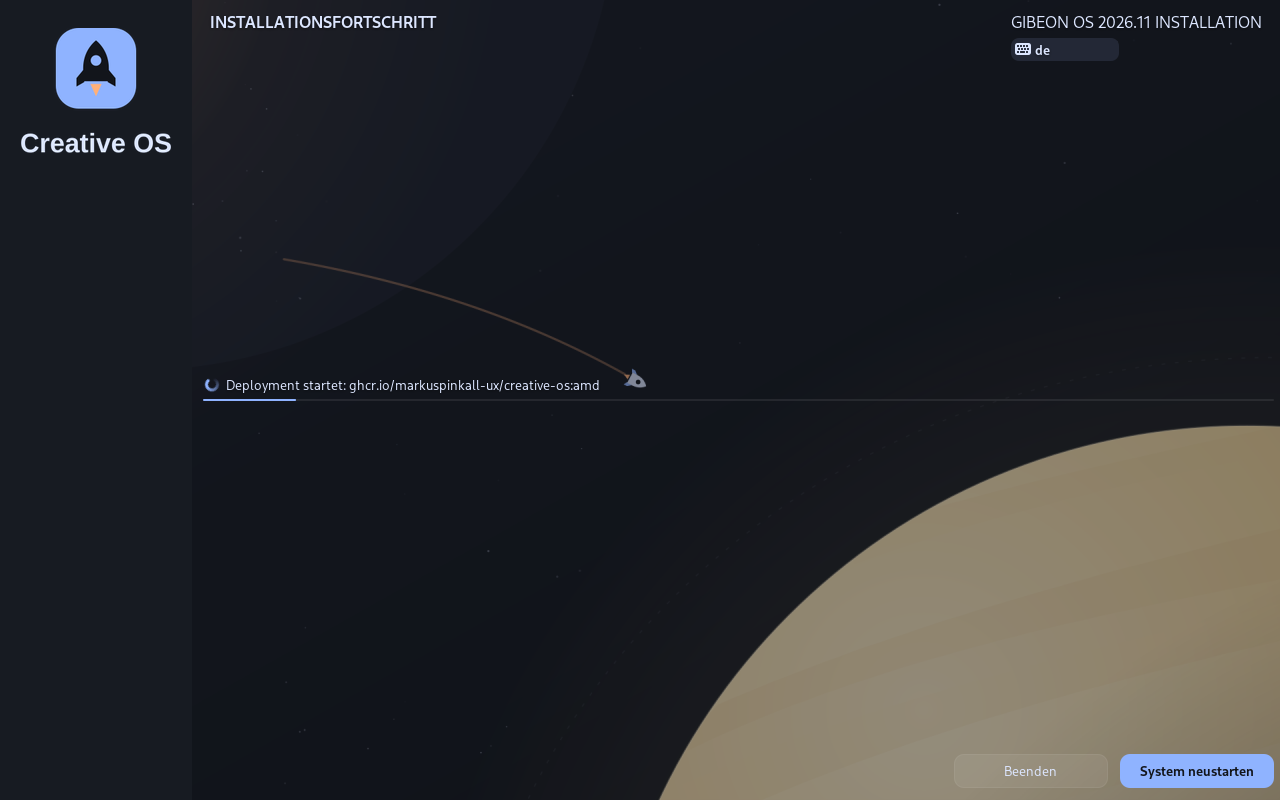 INSTALLATIONSFORTSCHRITT
GIBEON OS 2026.11 INSTALLATION
de
Creative OS
Deployment startet: ghcr.io/markuspinkall-ux/creative-os:amd
Beenden
System neustarten